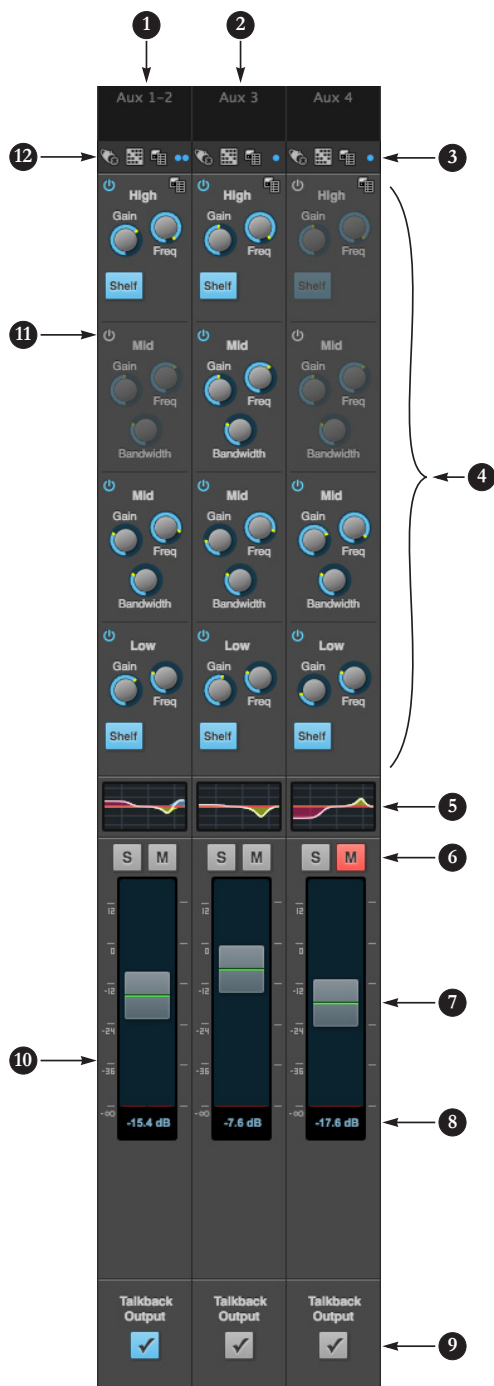 1 2
Aux 1-2 Aux 3 Aux 4
12 3
High High High
Gain Gain Gain
Freq Freq Freq
Shelf Shelf Shelf
11
Mid Mid Mid
Gain Gain Gain
Freq Freq Freq
Bandwidth Bandwidth Bandwidth
4
Mid Mid Mid
Gain Gain Gain
Freq Freq Freq
Bandwidth Bandwidth Bandwidth
Low Low Low
Gain Gain Gain
Freq Freq Freq
Shelf Shelf Shelf
5
S M S M S M 6
12 12 12
0 0 0
-12 -12 -12
7
-24 -24 -24
10
-36 -36 -36
-∞ -∞ -∞
-15.4 dB -7.6 dB -17.6 dB 8
Talkback Talkback Talkback
Output Output Output
9